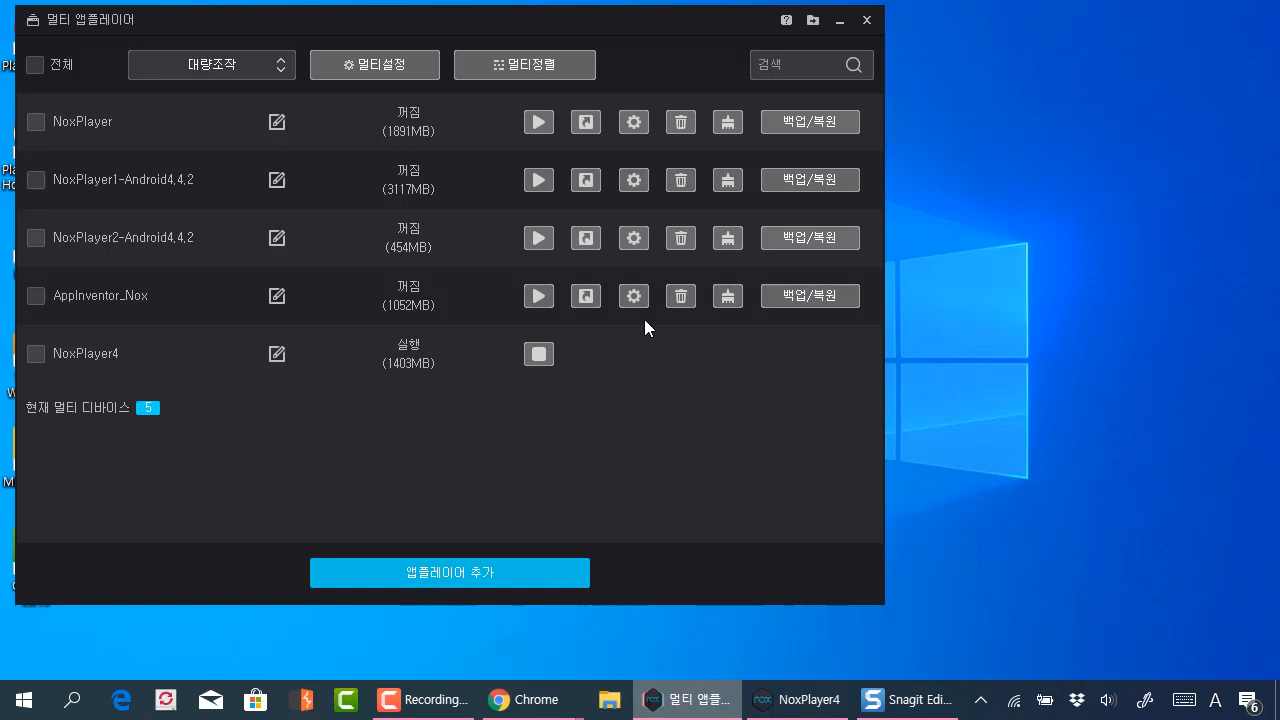 멀티 앱플레이어
전체
대량조작
멀티설정
멀티정렬
검색
NoxPlayer
꺼짐
(1891MB)
백업/복원
NoxPlayer1-Android4.4.2
꺼짐
(3117MB)
백업/복원
NoxPlayer2-Android4.4.2
꺼짐
(454MB)
백업/복원
AppInventor_Nox
꺼짐
(1052MB)
백업/복원
NoxPlayer4
실행
(1403MB)
현재 멀티 디바이스 5
앱플레이어 추가
Recording...
Chrome
멀티 앱플...
NoxPlayer4
Snagit Edi...
A
6